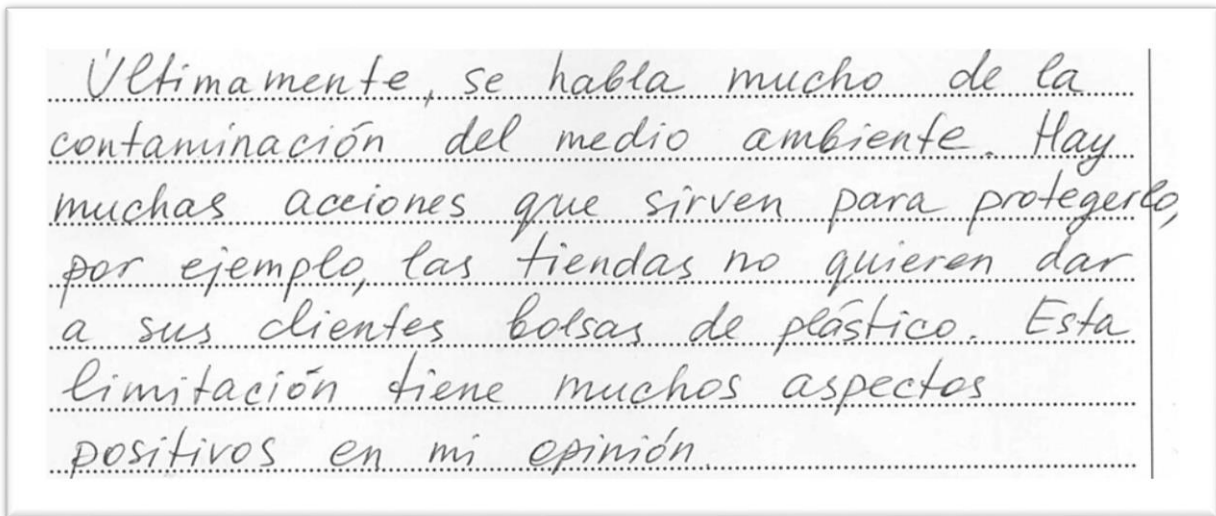 Últimamente, se habla mucho de la
contaminación del medio ambiente. Hay
muchas acciones que sirven para protegerlo,
por ejemplo, las tiendas no quieren dar
a sus clientes bolsas de plástico. Esta
limitación tiene muchos aspectos
positivos en mi opinión.